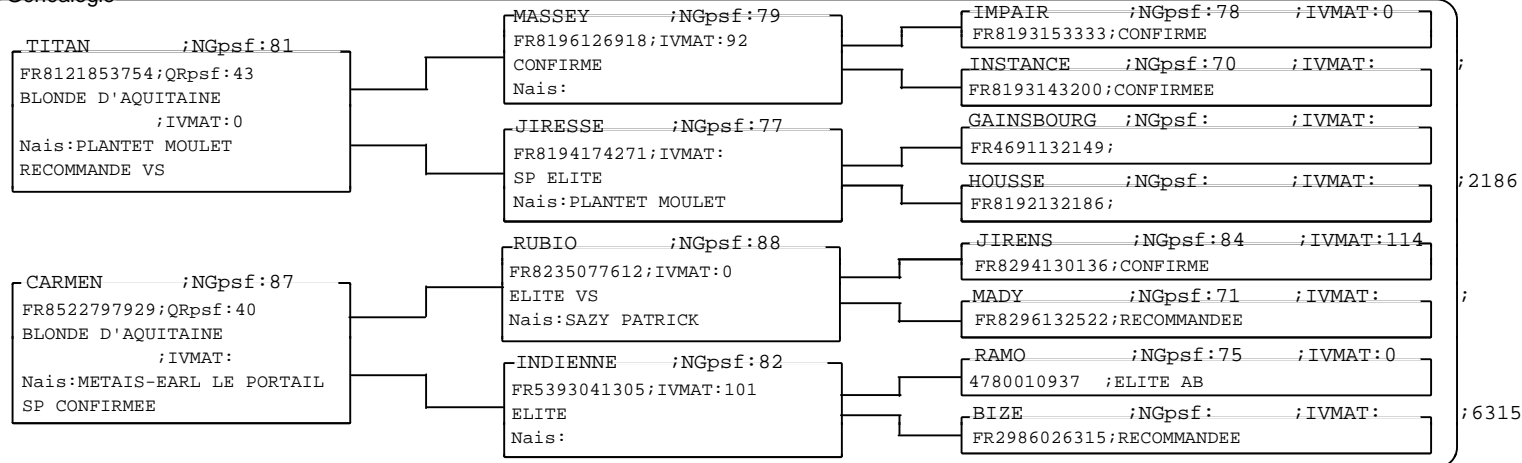 Généalogie
TITAN ;NGpsf:81
FR8121853754;QRpsf:43
BLONDE D'AQUITAINE
;IVMAT:0
Nais:PLANTET MOULET
RECOMMANDE VS
CARMEN ;NGpsf:87
FR8522797929;QRpsf:40
BLONDE D'AQUITAINE
;IVMAT:
Nais:METAIS-EARL LE PORTAIL
SP CONFIRMEE
MASSEY ;NGpsf:79
FR8196126918;IVMAT:92
CONFIRME
Nais:
JIRESSE ;NGpsf:77
FR8194174271;IVMAT:
SP ELITE
Nais:PLANTET MOULET
RUBIO ;NGpsf:88
FR8235077612;IVMAT:0
ELITE VS
Nais:SAZY PATRICK
INDIENNE ;NGpsf:82
FR5393041305;IVMAT:101
ELITE
Nais:
IMPAIR ;NGpsf:78 ;IVMAT:0
FR8193153333;CONFIRME
INSTANCE ;NGpsf:70 ;IVMAT: ;
FR8193143200;CONFIRMEE
GAINSBOURG ;NGpsf: ;IVMAT:
FR4691132149;
HOUSSE ;NGpsf: ;IVMAT: ;2186
FR8192132186;
JIRENS ;NGpsf:84 ;IVMAT:114
FR8294130136;CONFIRME
MADY ;NGpsf:71 ;IVMAT: ;
FR8296132522;RECOMMANDEE
RAMO ;NGpsf:75 ;IVMAT:0
4780010937 ;ELITE AB
BIZE ;NGpsf: ;IVMAT: ;6315
FR2986026315;RECOMMANDEE